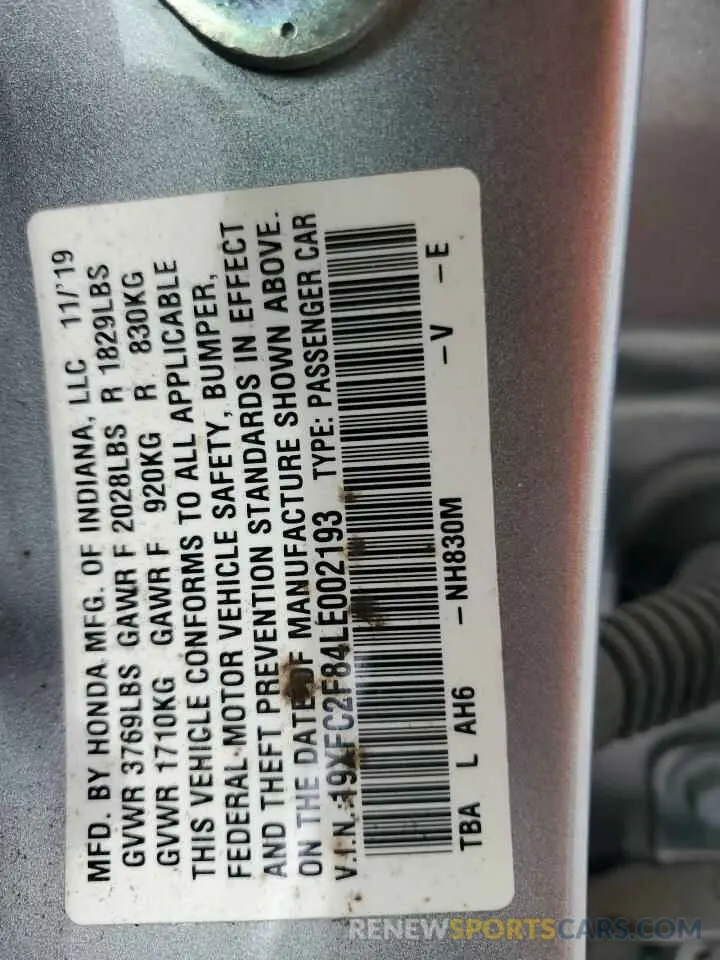 MFD. BY HONDA MFG. OF INDIANA, LLC 11/'19
GVWR 3769LBS GAWR F 2028LBS R 1829LBS
GVWR 1710KG GAWR F 920KG R 830KG
THIS VEHICLE CONFORMS TO ALL APPLICABLE
FEDERAL MOTOR VEHICLE SAFETY, BUMPER,
AND THEFT PREVENTION STANDARDS IN EFFECT
ON THE DATE OF MANUFACTURE SHOWN ABOVE.
V.I.N. 19XFC2F84LE002193 TYPE: PASSENGER CAR
TBA L AH6 -NH830M -V -E
RENEWSPORTSCARS.COM